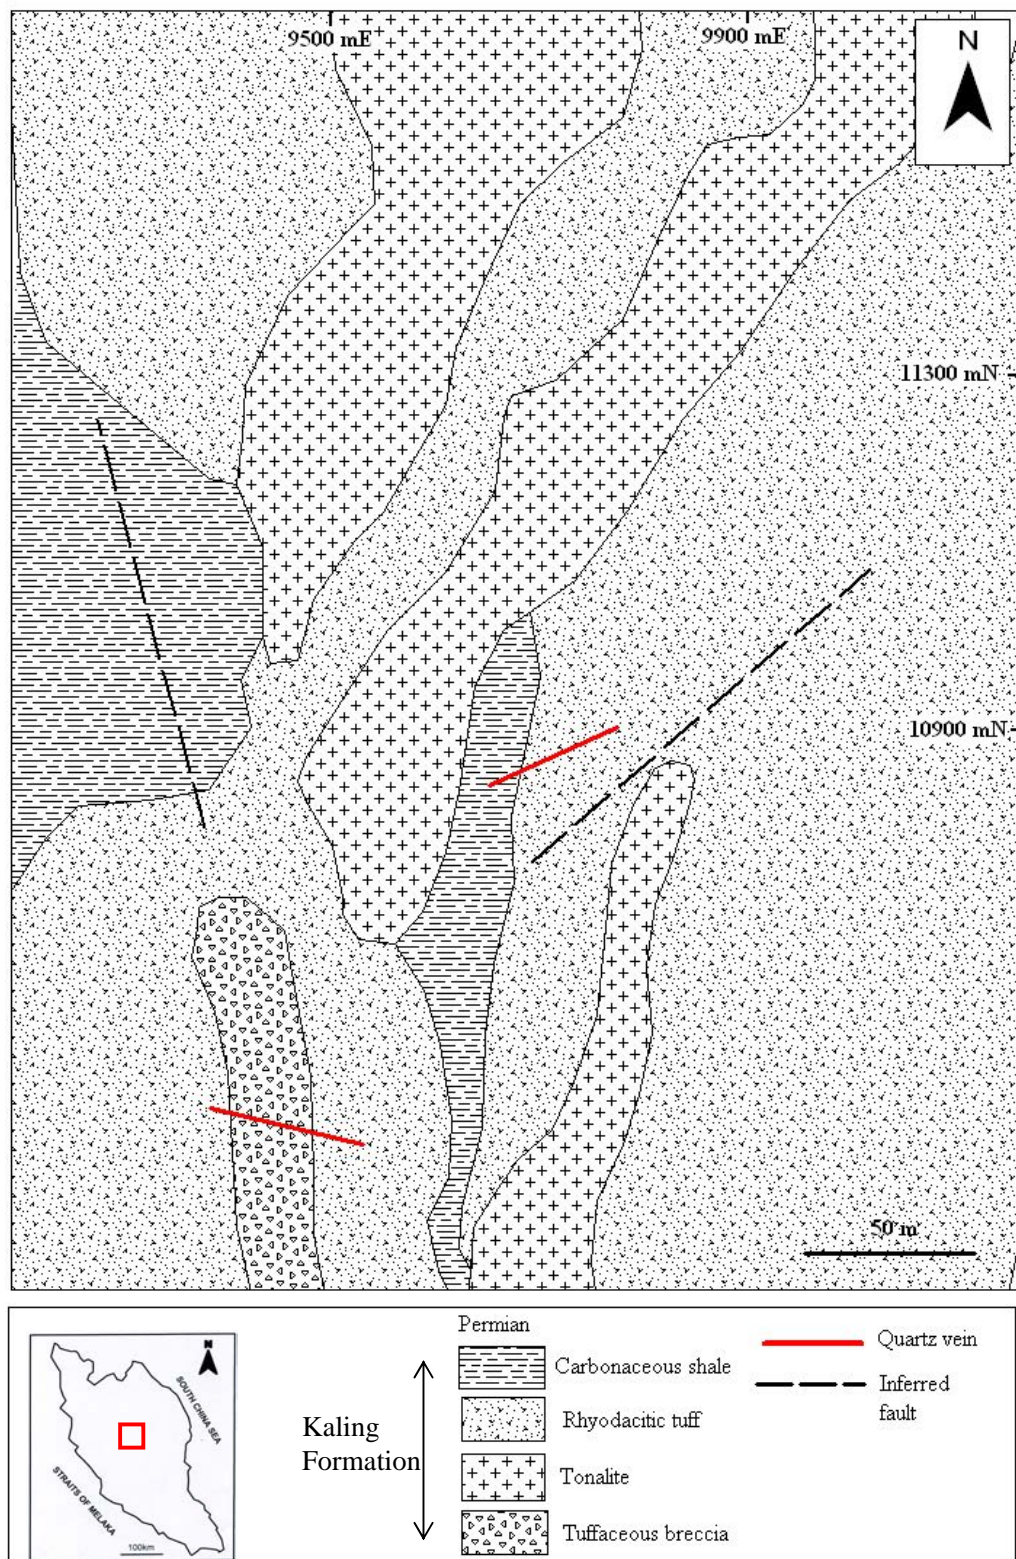 9500 mE
9900 mE
N
11300 mN
10900 mN
50 m
Permian
Carbonaceous shale
Rhyodacitic tuff
Tonalite
Tuffaceous breccia
Kaling
Formation
Quartz vein
Inferred
fault
N
SOUTH CHINA SEA
STRAITS OF MELAKA
100km